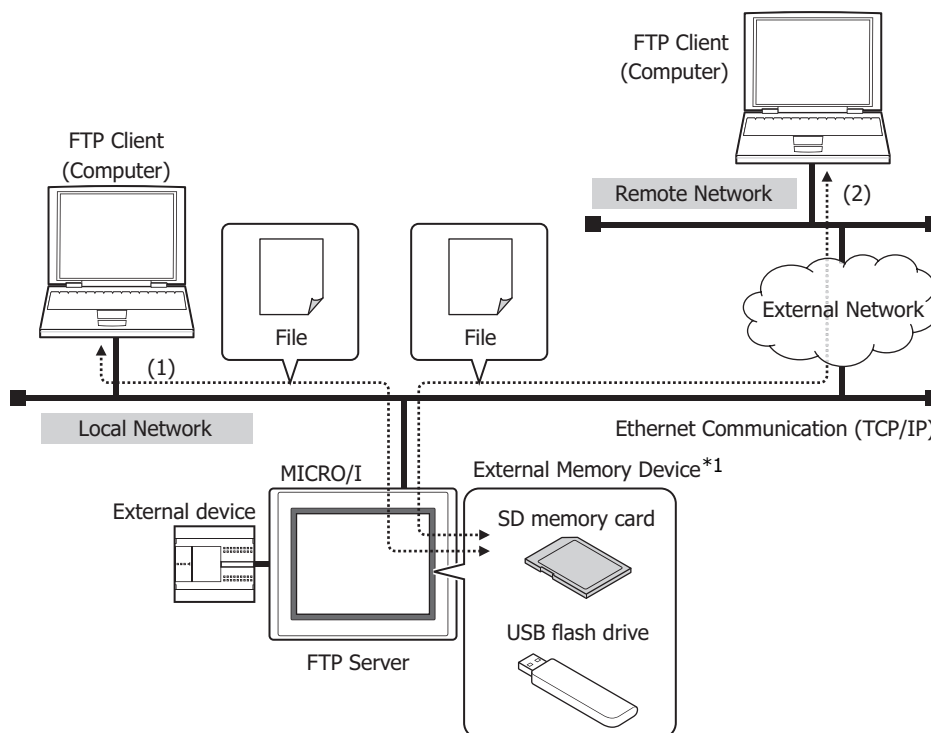 FTP Client
(Computer)
FTP Client
(Computer)
Remote Network
(2)
File
File
External Network
(1)
Local Network
Ethernet Communication (TCP/IP)
MICRO/I
External Memory Device*1
External device
SD memory card
USB flash drive
FTP Server